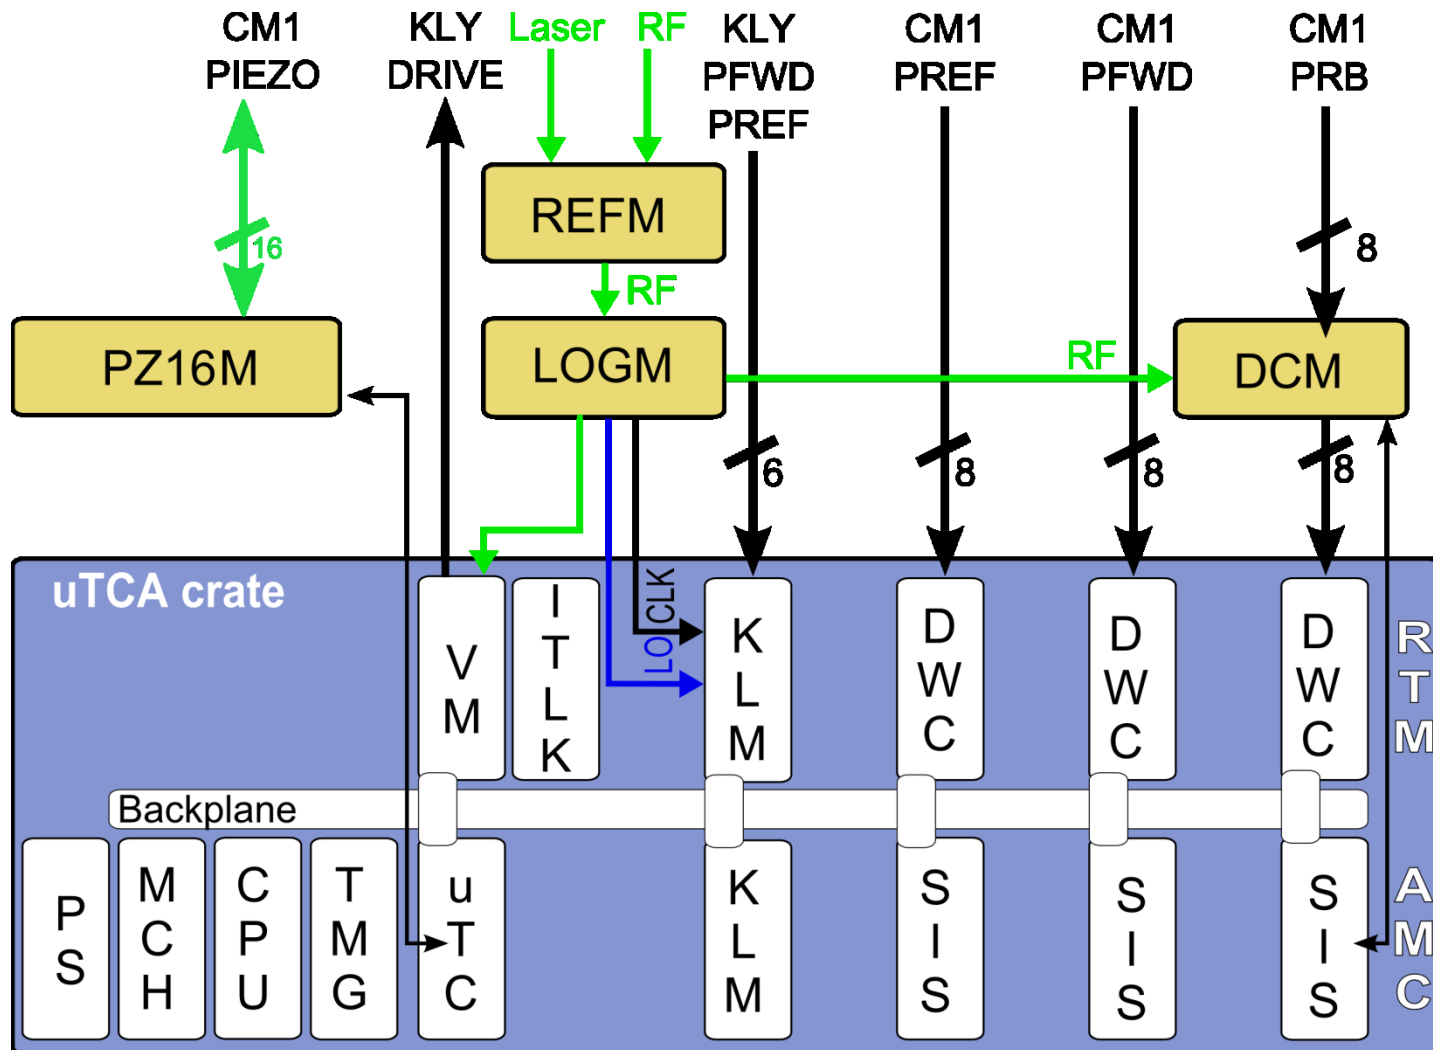 CM1
PIEZO
KLY
DRIVE
Laser
RF
KLY
PFWD
PREF
CM1
PREF
CM1
PFWD
CM1
PRB
16
8
REFM
RF
PZ16M
LOGM
RF
DCM
6
8
8
8
uTCA crate
VM
ITLK
LO
CLK
KLM
DWC
DWC
DWC
RTM
Backplane
PS
MCH
CPU
TMG
uTC
KLM
SIS
SIS
SIS
AMC